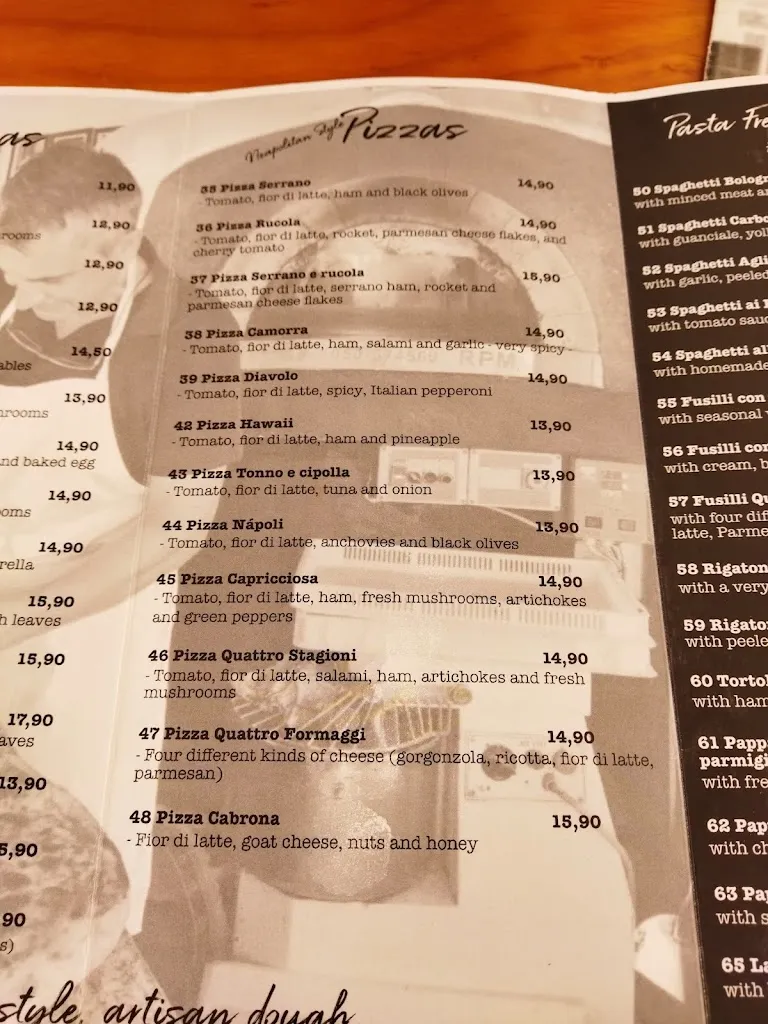 as
11,90
12,90
rooms
12,90
12,90
14,50
ables
13,90
rooms
14,90
nd baked egg
14,90
oms
14,90
rella
15,90
h leaves
15,90
17,90
aves
13,90
5,90
90
s)
Neapolitan Style Pizzas
35 Pizza Serrano 14,90
- Tomato, fior di latte, ham and black olives
36 Pizza Rucola 14,90
- Tomato, fior di latte, rocket, parmesan cheese flakes, and
cherry tomato
37 Pizza Serrano e rucola 15,90
- Tomato, fior di latte, serrano ham, rocket and
parmesan cheese flakes
38 Pizza Camorra 14,90
- Tomato, fior di latte, ham, salami and garlic - very spicy -
39 Pizza Diavolo 14,90
- Tomato, fior di latte, spicy, Italian pepperoni
42 Pizza Hawaii 13,90
- Tomato, fior di latte, ham and pineapple
43 Pizza Tonno e cipolla 13,90
- Tomato, fior di latte, tuna and onion
44 Pizza Nápoli 13,90
- Tomato, fior di latte, anchovies and black olives
45 Pizza Capricciosa 14,90
- Tomato, fior di latte, ham, fresh mushrooms, artichokes
and green peppers
46 Pizza Quattro Stagioni 14,90
- Tomato, fior di latte, salami, ham, artichokes and fresh
mushrooms
47 Pizza Quattro Formaggi 14,90
- Four different kinds of cheese (gorgonzola, ricotta, fior di latte,
parmesan)
48 Pizza Cabrona 15,90
- Fior di latte, goat cheese, nuts and honey
style, artisan dough
Pasta Fre
50 Spaghetti Bologn
with minced meat a
51 Spaghetti Carbo
with guanciale, yol
52 Spaghetti Agli
with garlic, peeled
53 Spaghetti ai
with tomato sauc
54 Spaghetti al
with homemade
55 Fusilli con
with seasonal
56 Fusilli con
with cream, b
57 Fusilli Qu
with four dif
latte, Parme
58 Rigaton
with a very
59 Rigato
with peele
60 Tortol
with ham
61 Papp
parmigi
with fre
62 Pap
with ch
63 Pap
with s
65 La
with